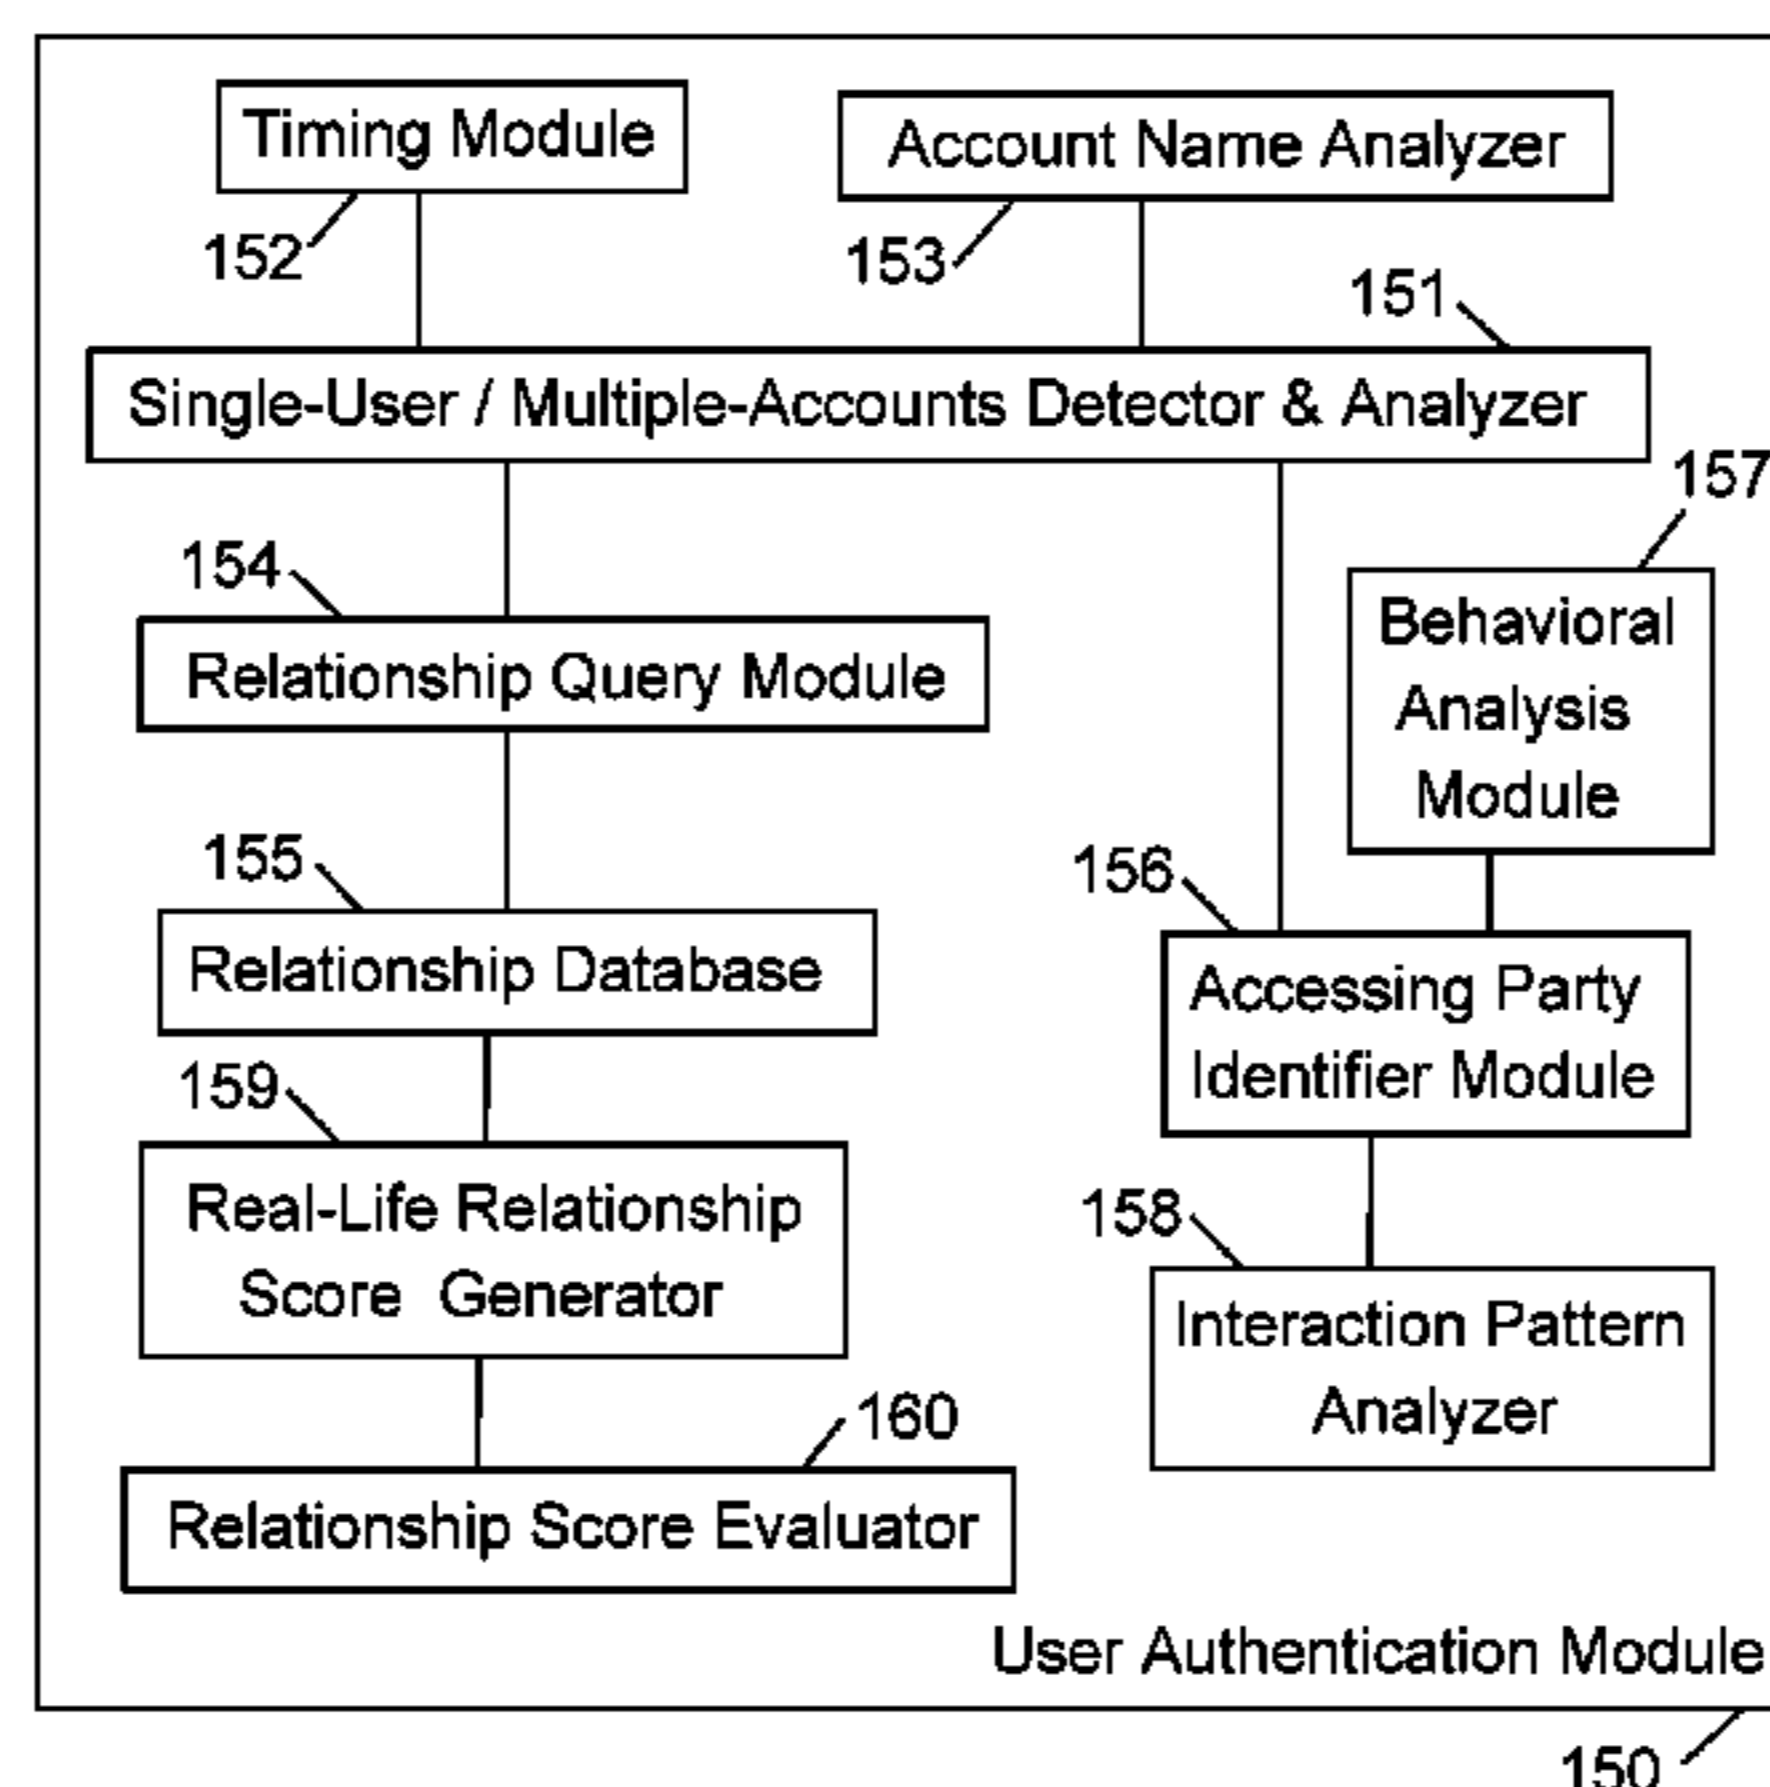 Timing Module
Account Name Analyzer
152
153
151
Single-User / Multiple-Accounts Detector & Analyzer
157
154
Behavioral
Analysis
Module
Relationship Query Module
155
156
Relationship Database
Accessing Party
Identifier Module
159
Real-Life Relationship
Score Generator
158
Interaction Pattern
Analyzer
160
Relationship Score Evaluator
User Authentication Module
150